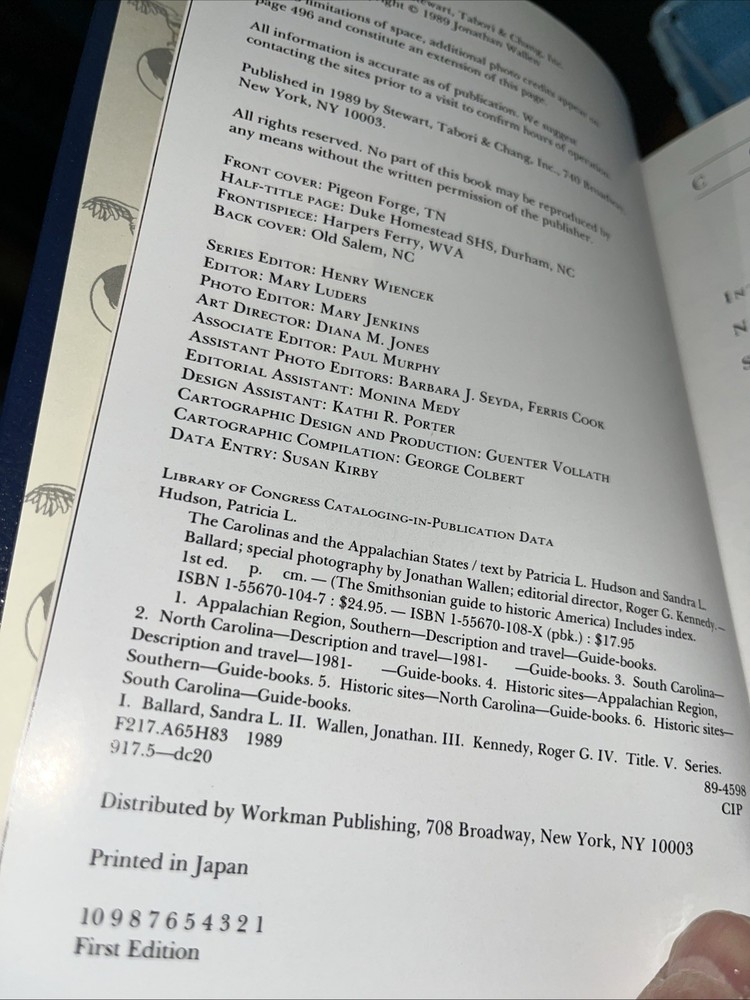 © 1989 Stewart, Tabori & Chang, Inc.
© 1989 Jonathan Wallen
limitations of space, additional photo credits appear on
page 496 and constitute an extension of this page.
All information is accurate as of publication. We suggest
contacting the sites prior to a visit to confirm hours of operation.
Published in 1989 by Stewart, Tabori & Chang, Inc., 740 Broadway,
New York, NY 10003.
All rights reserved. No part of this book may be reproduced by
any means without the written permission of the publisher.
FRONT COVER: Pigeon Forge, TN
HALF-TITLE PAGE: Duke Homestead SHS, Durham, NC
FRONTISPIECE: Harpers Ferry, WVA
BACK COVER: Old Salem, NC
SERIES EDITOR: HENRY WIENCEK
EDITOR: MARY LUDERS
PHOTO EDITOR: MARY JENKINS
ART DIRECTOR: DIANA M. JONES
ASSOCIATE EDITOR: PAUL MURPHY
ASSISTANT PHOTO EDITORS: BARBARA J. SEYDA, FERRIS COOK
EDITORIAL ASSISTANT: MONINA MEDY
DESIGN ASSISTANT: KATHI R. PORTER
CARTOGRAPHIC DESIGN AND PRODUCTION: GUENTER VOLLATH
CARTOGRAPHIC COMPILATION: GEORGE COLBERT
DATA ENTRY: SUSAN KIRBY
LIBRARY OF CONGRESS CATALOGING-IN-PUBLICATION DATA
Hudson, Patricia L.
The Carolinas and the Appalachian States / text by Patricia L. Hudson and Sandra L.
Ballard; special photography by Jonathan Wallen; editorial director, Roger G. Kennedy.—
1st ed. p. cm. — (The Smithsonian guide to historic America) Includes index.
ISBN 1-55670-104-7 : $24.95. — ISBN 1-55670-108-X (pbk.) : $17.95
1. Appalachian Region, Southern—Description and travel—Guide-books.
2. North Carolina—Description and travel—1981- —Guide-books. 3. South Carolina—
Description and travel—1981- —Guide-books. 4. Historic sites—Appalachian Region,
Southern—Guide-books. 5. Historic sites—North Carolina—Guide-books. 6. Historic sites—
South Carolina—Guide-books.
I. Ballard, Sandra L. II. Wallen, Jonathan. III. Kennedy, Roger G. IV. Title. V. Series.
F217.A65H83 1989
917.5—dc20
89-4598
CIP
Distributed by Workman Publishing, 708 Broadway, New York, NY 10003
Printed in Japan
10 9 8 7 6 5 4 3 2 1
First Edition